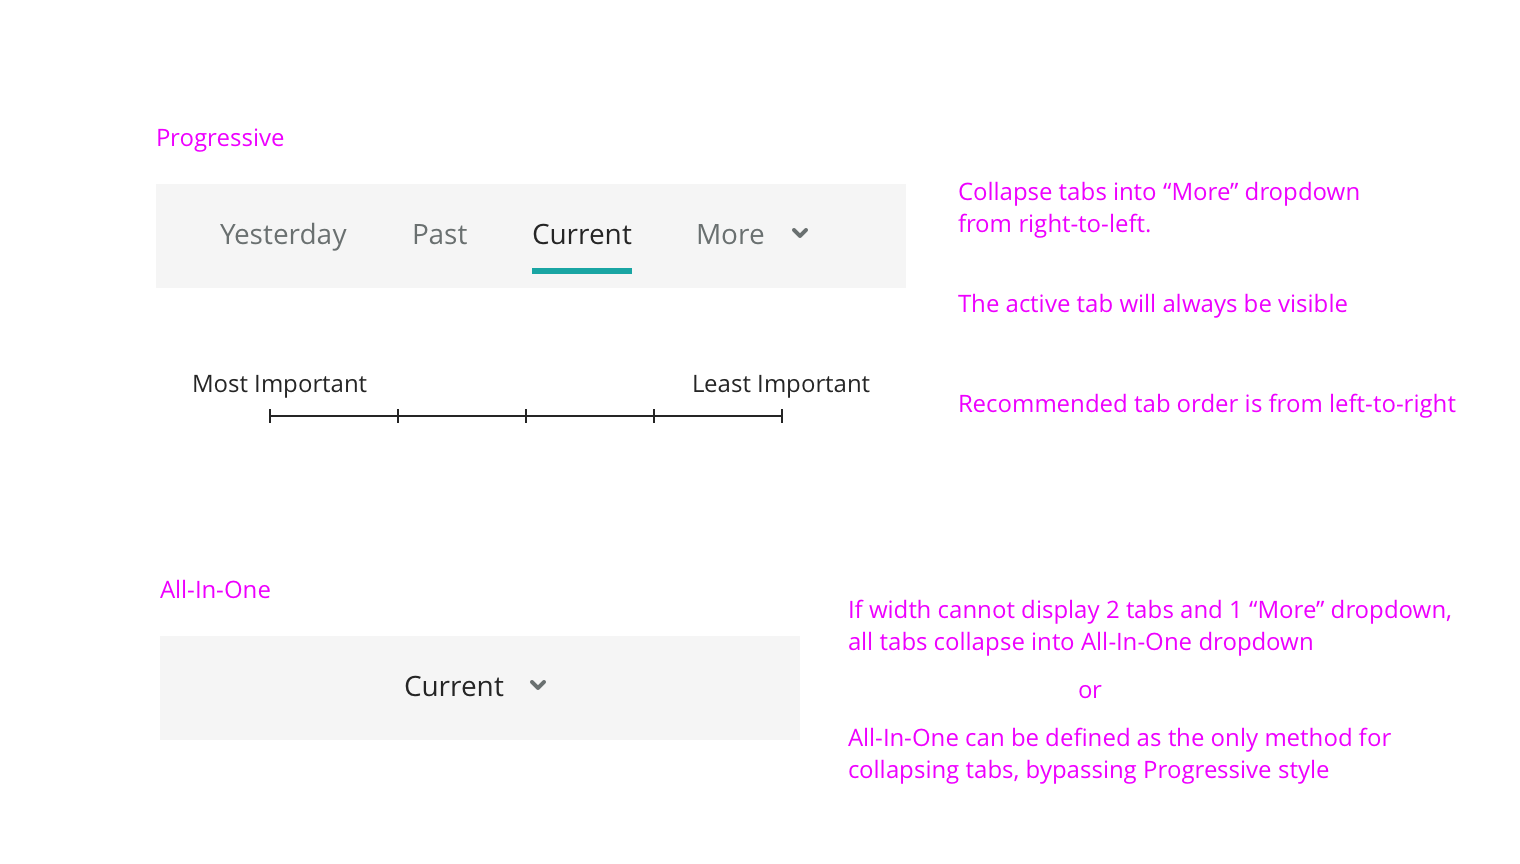 Progressive
Yesterday Past Current More
Collapse tabs into “More” dropdown
from right-to-left.
The active tab will always be visible
Most Important Least Important
Recommended tab order is from left-to-right
All-In-One
Current
If width cannot display 2 tabs and 1 “More” dropdown,
all tabs collapse into All-In-One dropdown
or
All-In-One can be defined as the only method for
collapsing tabs, bypassing Progressive style